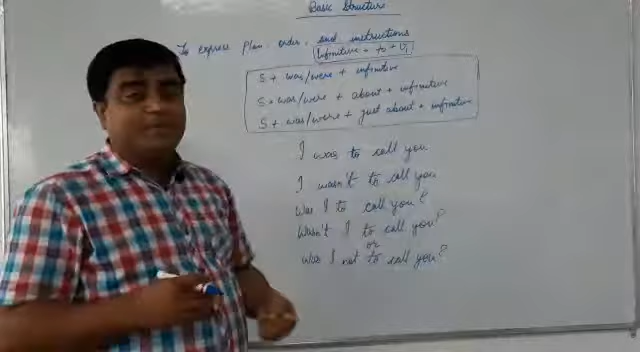 Basic Structure
To express plan, order, and instructions
Infinitive = to + V1
S + was/were + infinitive
S + was/were + about + infinitive
S + was/were + just about + infinitive
I was to call you
I wasn't to call you
Was I to call you?
Wasn't I to call you?
or
Was I not to call you?